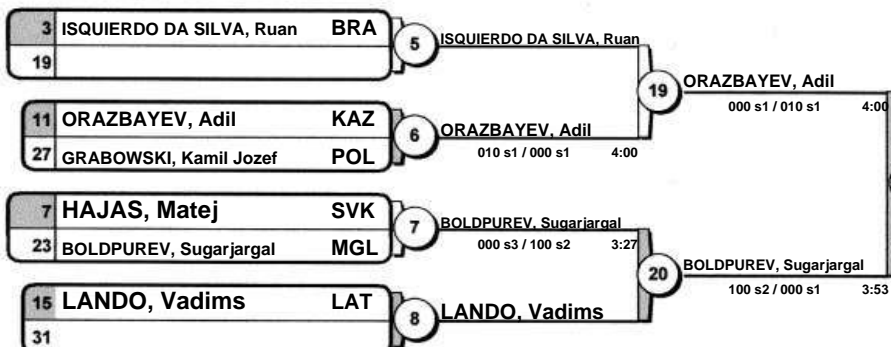 3 ISQUIERDO DA SILVA, Ruan BRA
19
5
ISQUIERDO DA SILVA, Ruan
11 ORAZBAYEV, Adil KAZ
27 GRABOWSKI, Kamil Jozef POL
6
ORAZBAYEV, Adil
010 s1 / 000 s1 4:00
19
ORAZBAYEV, Adil
000 s1 / 010 s1 4:00
7 HAJAS, Matej SVK
23 BOLDPUREV, Sugarjargal MGL
7
BOLDPUREV, Sugarjargal
000 s3 / 100 s2 3:27
15 LANDO, Vadims LAT
31
8
LANDO, Vadims
20
BOLDPUREV, Sugarjargal
100 s2 / 000 s1 3:53